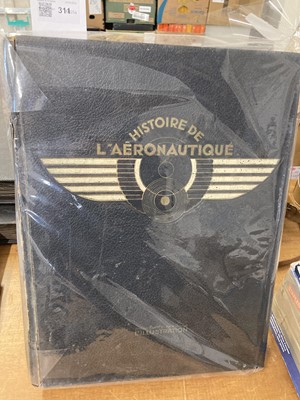 314
HISTOIRE DE
L'AÉRONAUTIQUE
L'ILLUSTRATION